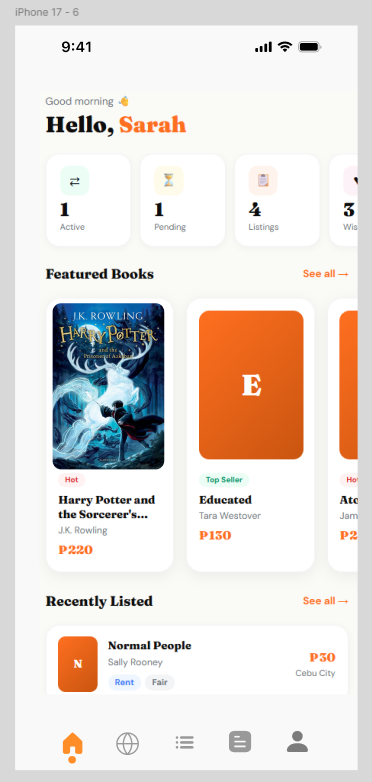 iPhone 17 - 6
9:41
Good morning 👋
Hello, Sarah
1
Active
1
Pending
4
Listings
3
Wis
Featured Books
See all →
J.K. ROWLING
HARRY POTTER
and the
Prisoner of Azkaban
Hot
Harry Potter and
the Sorcerer's...
J.K. Rowling
₱220
E
Top Seller
Educated
Tara Westover
₱130
Ho
Ato
Jam
₱2
Recently Listed
See all →
N
Normal People
Sally Rooney
Rent
Fair
₱30
Cebu City